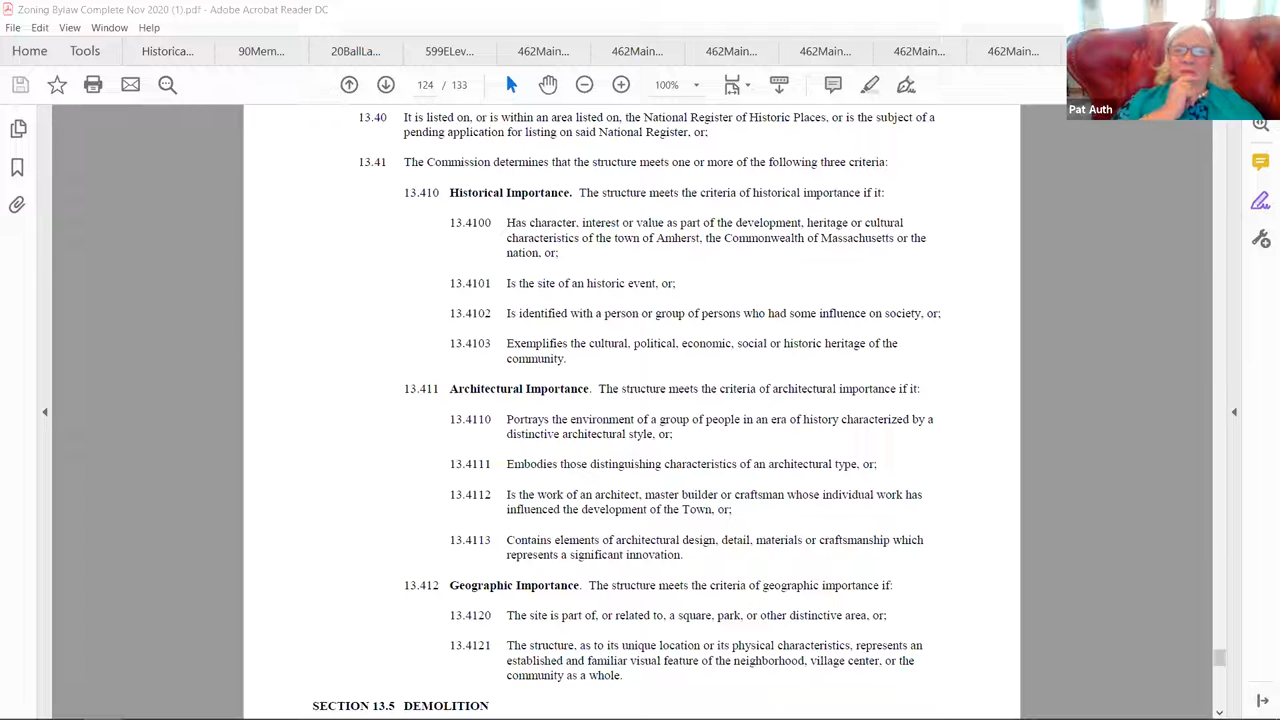 Zoning Bylaw Complete Nov 2020 (1).pdf - Adobe Acrobat Reader DC
File Edit View Window Help
Home Tools Historica... 90Mem... 20BallLa... 599ELev... 462Main... 462Main... 462Main... 462Main... 462Main... 462Main...
124 / 133 100%
Pat Auth
13.40 It is listed on, or is within an area listed on, the National Register of Historic Places, or is the subject of a
pending application for listing on said National Register, or;
13.41 The Commission determines that the structure meets one or more of the following three criteria:
13.410 Historical Importance. The structure meets the criteria of historical importance if it:
13.4100 Has character, interest or value as part of the development, heritage or cultural
characteristics of the town of Amherst, the Commonwealth of Massachusetts or the
nation, or;
13.4101 Is the site of an historic event, or;
13.4102 Is identified with a person or group of persons who had some influence on society, or;
13.4103 Exemplifies the cultural, political, economic, social or historic heritage of the
community.
13.411 Architectural Importance. The structure meets the criteria of architectural importance if it:
13.4110 Portrays the environment of a group of people in an era of history characterized by a
distinctive architectural style, or;
13.4111 Embodies those distinguishing characteristics of an architectural type, or;
13.4112 Is the work of an architect, master builder or craftsman whose individual work has
influenced the development of the Town, or;
13.4113 Contains elements of architectural design, detail, materials or craftsmanship which
represents a significant innovation.
13.412 Geographic Importance. The structure meets the criteria of geographic importance if:
13.4120 The site is part of, or related to, a square, park, or other distinctive area, or;
13.4121 The structure, as to its unique location or its physical characteristics, represents an
established and familiar visual feature of the neighborhood, village center, or the
community as a whole.
SECTION 13.5 DEMOLITION